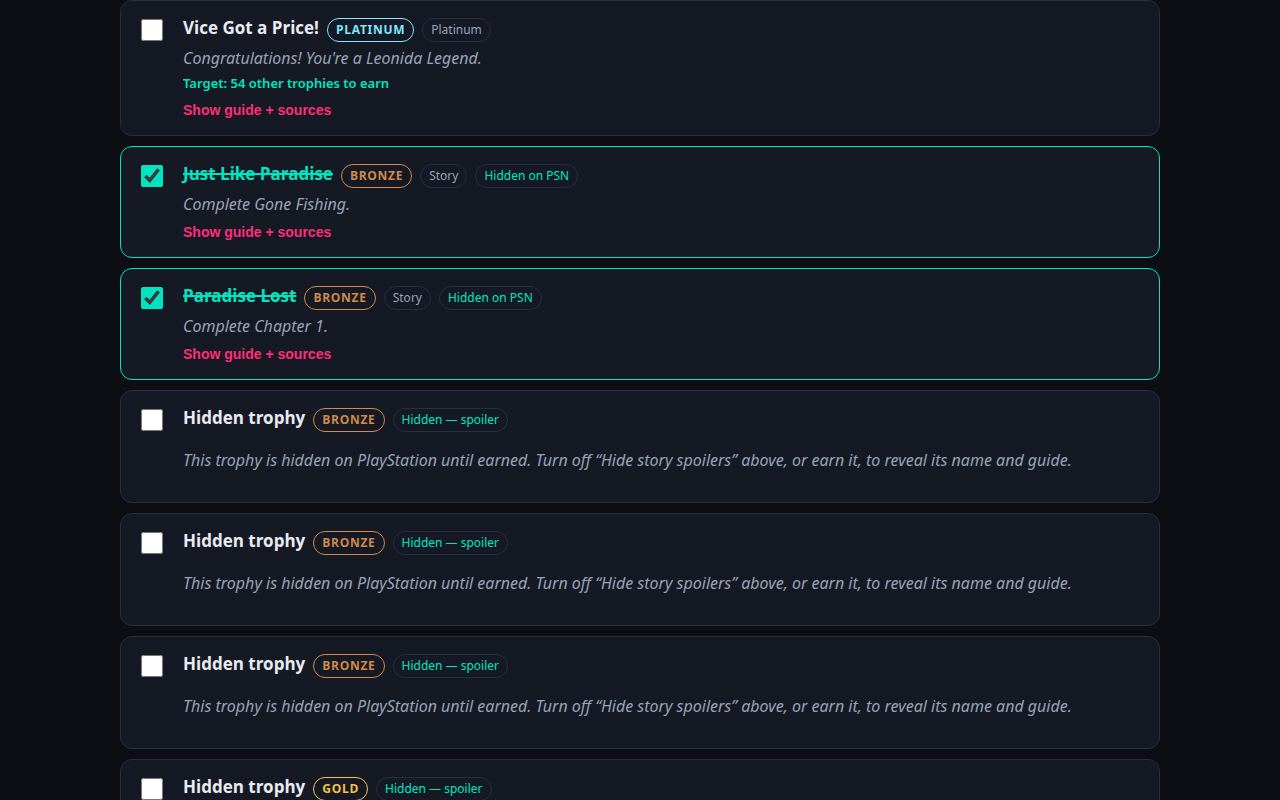 Vice Got a Price! PLATINUM Platinum
Congratulations! You're a Leonida Legend.
Target: 54 other trophies to earn
Show guide + sources
Just Like Paradise BRONZE Story Hidden on PSN
Complete Gone Fishing.
Show guide + sources
Paradise Lost BRONZE Story Hidden on PSN
Complete Chapter 1.
Show guide + sources
Hidden trophy BRONZE Hidden — spoiler
This trophy is hidden on PlayStation until earned. Turn off “Hide story spoilers” above, or earn it, to reveal its name and guide.
Hidden trophy BRONZE Hidden — spoiler
This trophy is hidden on PlayStation until earned. Turn off “Hide story spoilers” above, or earn it, to reveal its name and guide.
Hidden trophy BRONZE Hidden — spoiler
This trophy is hidden on PlayStation until earned. Turn off “Hide story spoilers” above, or earn it, to reveal its name and guide.
Hidden trophy GOLD Hidden — spoiler